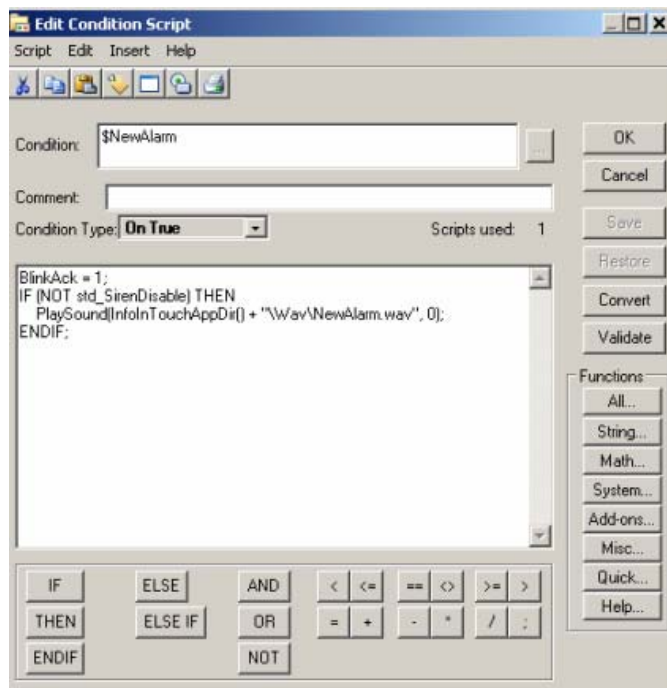 Edit Condition Script
Script Edit Insert Help
Condition: $NewAlarm
...
OK
Cancel
Comment:
Condition Type: On True
Scripts used: 1
Save
Restore
Convert
Validate
BlinkAck = 1;
IF (NOT std_SirenDisable) THEN
PlaySound(InfoInTouchAppDir() + "\Wav\NewAlarm.wav", 0);
ENDIF;
Functions
All...
String...
Math...
System...
Add-ons...
Misc...
Quick...
Help...
IF ELSE AND < <= == <> >= >
THEN ELSE IF OR = + - * / ;
ENDIF NOT